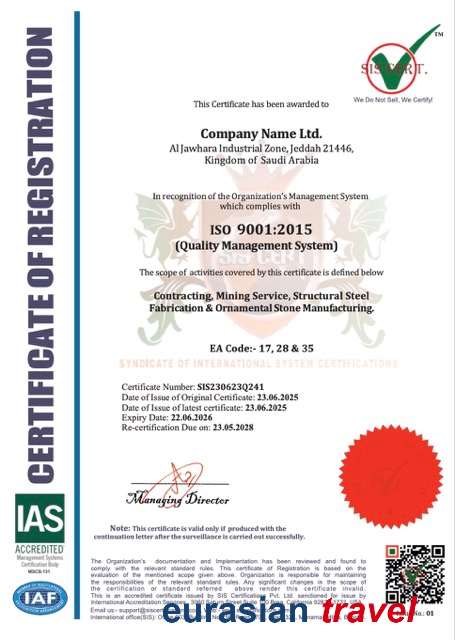 CERTIFICATE OF REGISTRATION
SIS CERT.
TM
We Do Not Sell, We Certify!
This Certificate has been awarded to
Company Name Ltd.
Al Jawhara Industrial Zone, Jeddah 21446,
Kingdom of Saudi Arabia
In recognition of the Organization's Management System
which complies with
ISO 9001:2015
(Quality Management System)
SIS CERT
The scope of activities covered by this certificate is defined below
Contracting, Mining Service, Structural Steel
Fabrication & Ornamental Stone Manufacturing.
EA Code:- 17, 28 & 35
SYNDICATE OF INTERNATIONAL SYSTEM CERTIFICATIONS
Certificate Number: SIS230623Q241
Date of Issue of Original Certificate: 23.06.2025
Date of Issue of latest certificate: 23.06.2025
Expiry Date: 22.06.2026
Re-certification Due on: 23.05.2028
Managing Director
Note: This certificate is valid only if produced with the
continuation letter after the surveillance is carried out successfully.
IAS
ACCREDITED
Management Systems
Certification Body
MSCB-131
IAF
The Organization's documentation and Implementation has been reviewed and found to
comply with the relevant standard rules. This certificate of Registration is based on the
evaluation of the mentioned scope given above. Organization is responsible for maintaining
the responsibilities of the relevant standard rules. Any significant changes in the scope of
the certification or standard referred above render this certificate invalid.
This is an accredited certificate issued by SIS Certification Pvt. Ltd. sanctioned for issue by
International Accreditation Services, 3060 California 92821, USA.
Email us - support@
International office(SIS):
No.: 01
eurasian travel